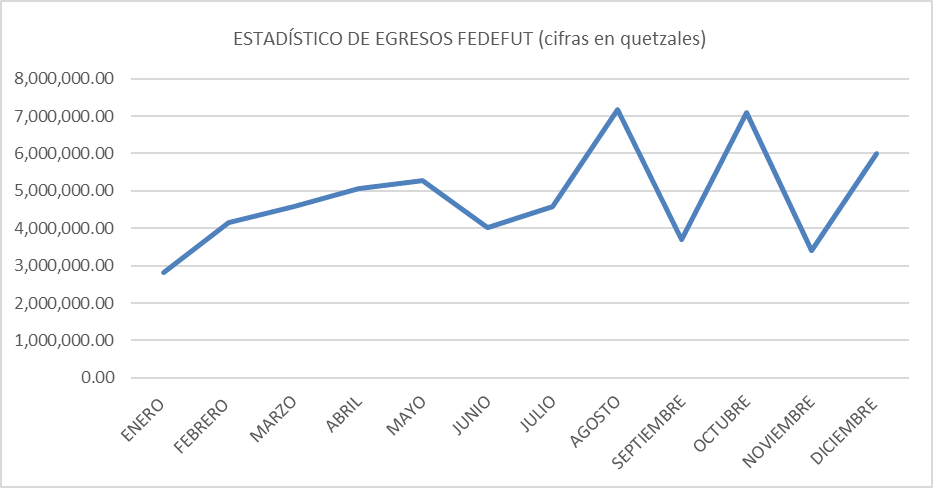 ESTADÍSTICO DE EGRESOS FEDEFUT (cifras en quetzales)
8,000,000.00
7,000,000.00
6,000,000.00
5,000,000.00
4,000,000.00
3,000,000.00
2,000,000.00
1,000,000.00
0.00
ENERO
FEBRERO
MARZO
ABRIL
MAYO
JUNIO
JULIO
AGOSTO
SEPTIEMBRE
OCTUBRE
NOVIEMBRE
DICIEMBRE